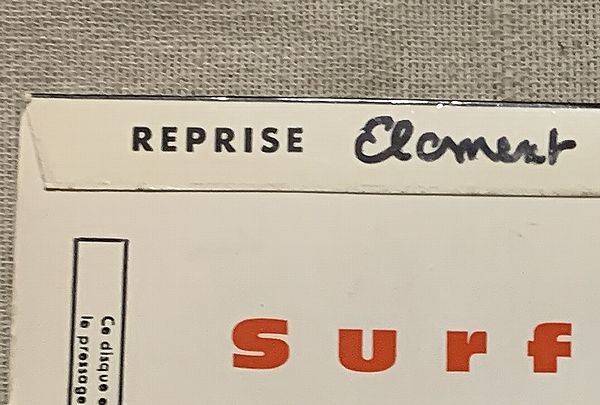 REPRISE Element
Surf
Ce disque e
le pressage